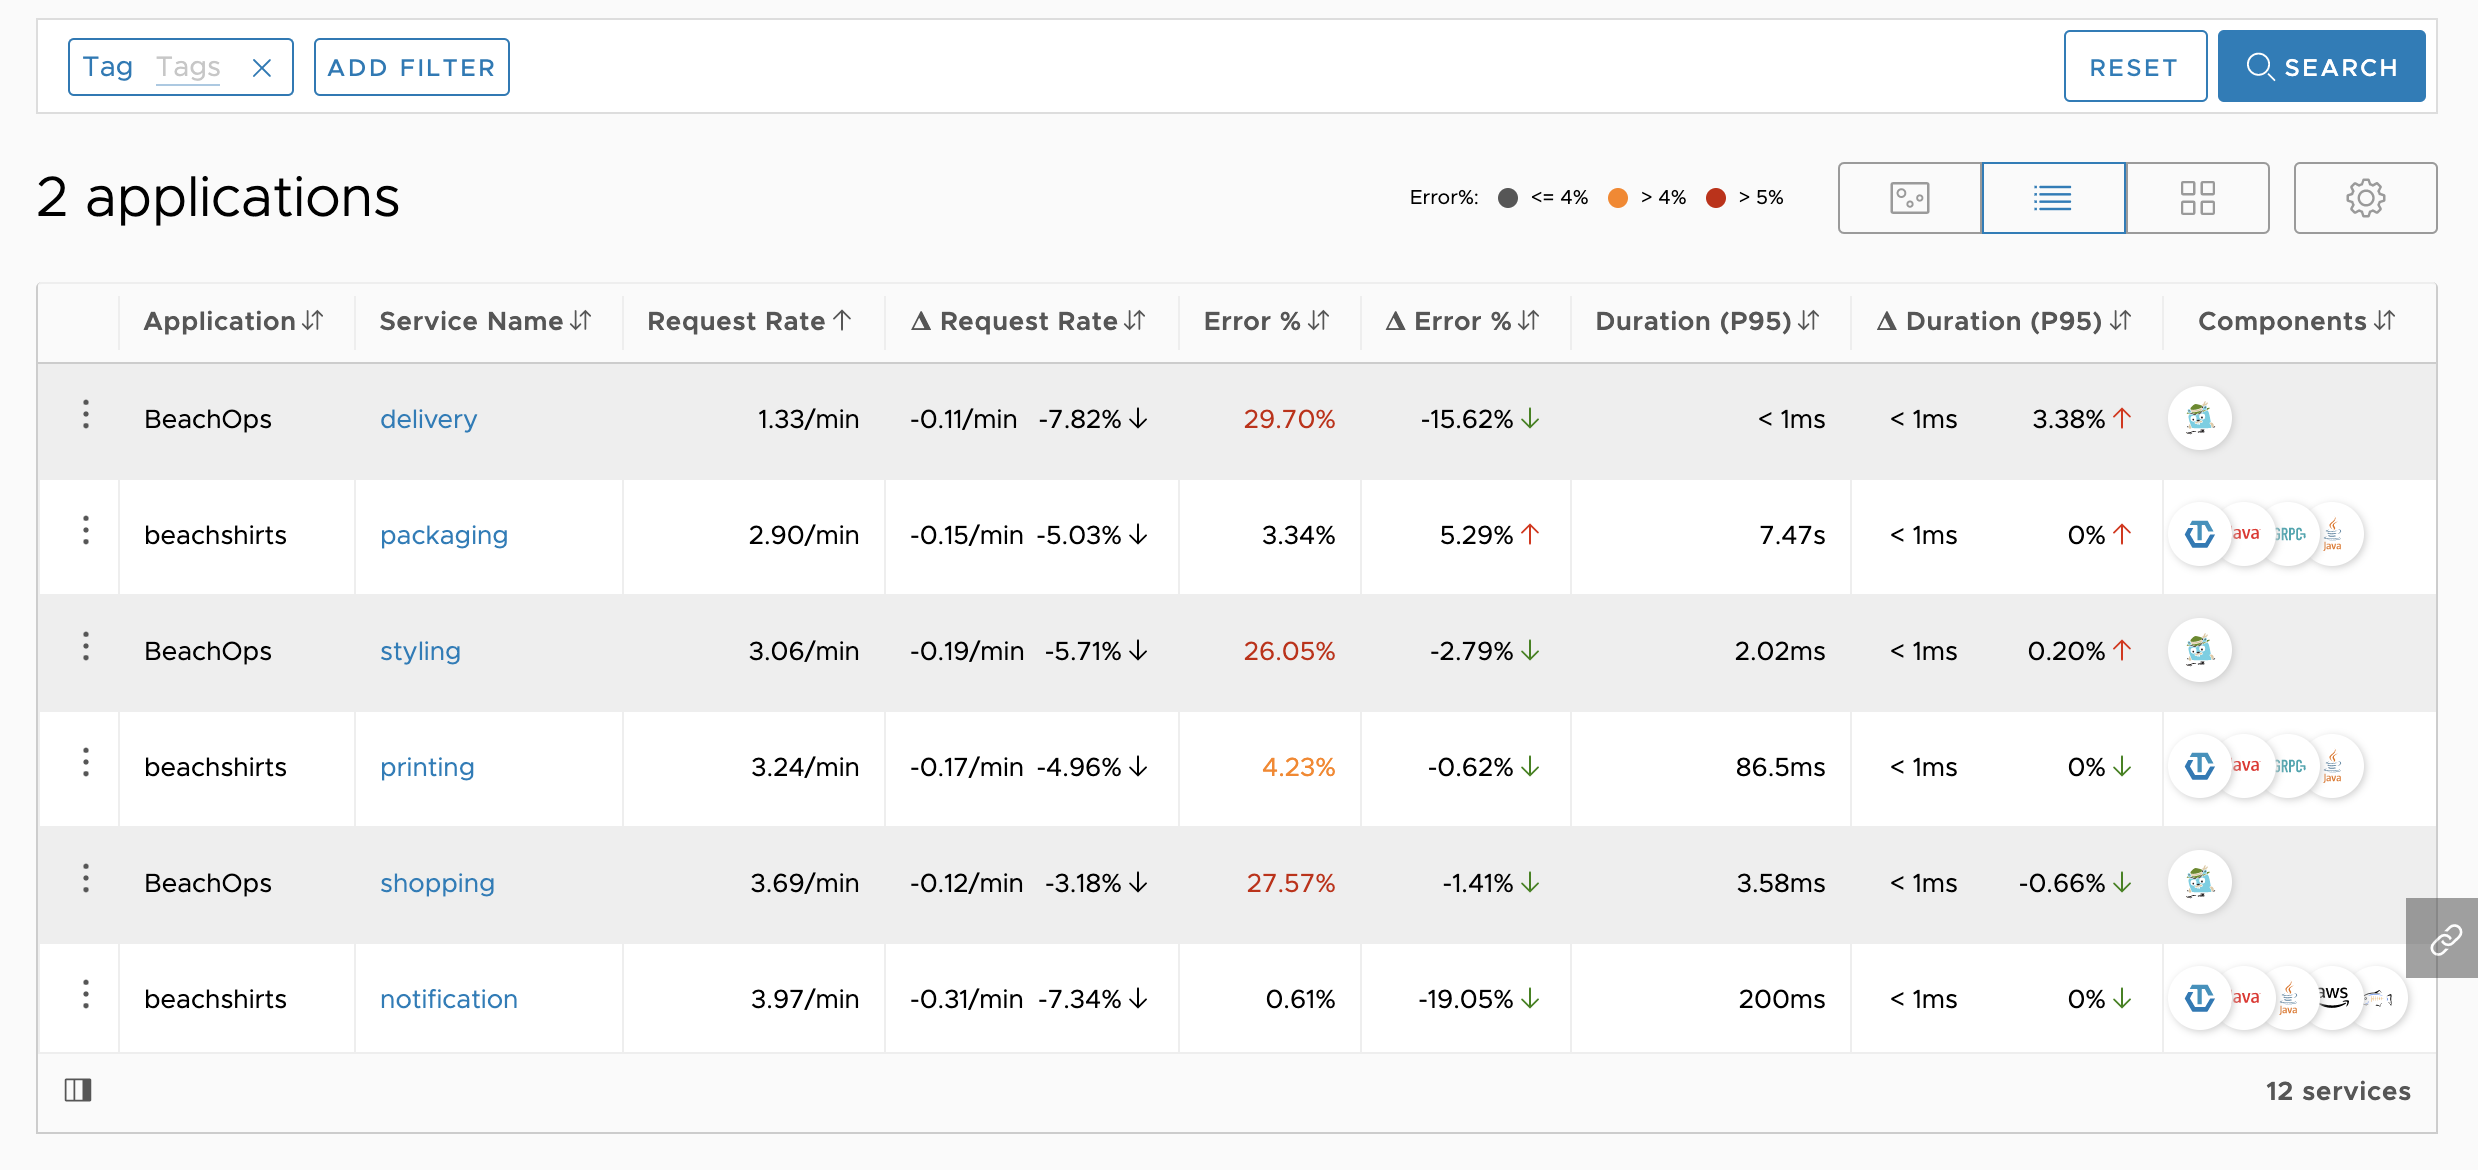 Tag Tags ADD FILTER RESET SEARCH
2 applications Error%: <= 4% > 4% > 5%
Application Service Name Request Rate Δ Request Rate Error % Δ Error % Duration (P95) Δ Duration (P95) Components
BeachOps delivery 1.33/min -0.11/min -7.82% 29.70% -15.62% < 1ms < 1ms 3.38%
beachshirts packaging 2.90/min -0.15/min -5.03% 3.34% 5.29% 7.47s < 1ms 0% ava GRPC Java
BeachOps styling 3.06/min -0.19/min -5.71% 26.05% -2.79% 2.02ms < 1ms 0.20%
beachshirts printing 3.24/min -0.17/min -4.96% 4.23% -0.62% 86.5ms < 1ms 0% ava GRPC Java
BeachOps shopping 3.69/min -0.12/min -3.18% 27.57% -1.41% 3.58ms < 1ms -0.66%
beachshirts notification 3.97/min -0.31/min -7.34% 0.61% -19.05% 200ms < 1ms 0% ava Java aws
12 services